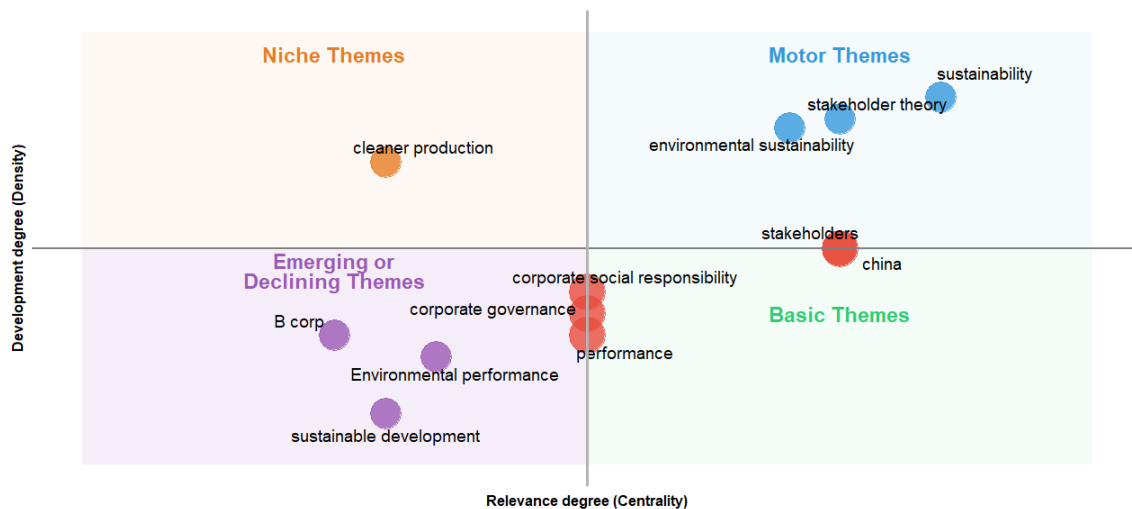 Niche Themes
Motor Themes
sustainability
stakeholder theory
environmental sustainability
cleaner production
Development degree (Density)
stakeholders
china
Emerging or
Declining Themes
corporate social responsibility
corporate governance
Basic Themes
B corp
performance
Environmental performance
sustainable development
Relevance degree (Centrality)